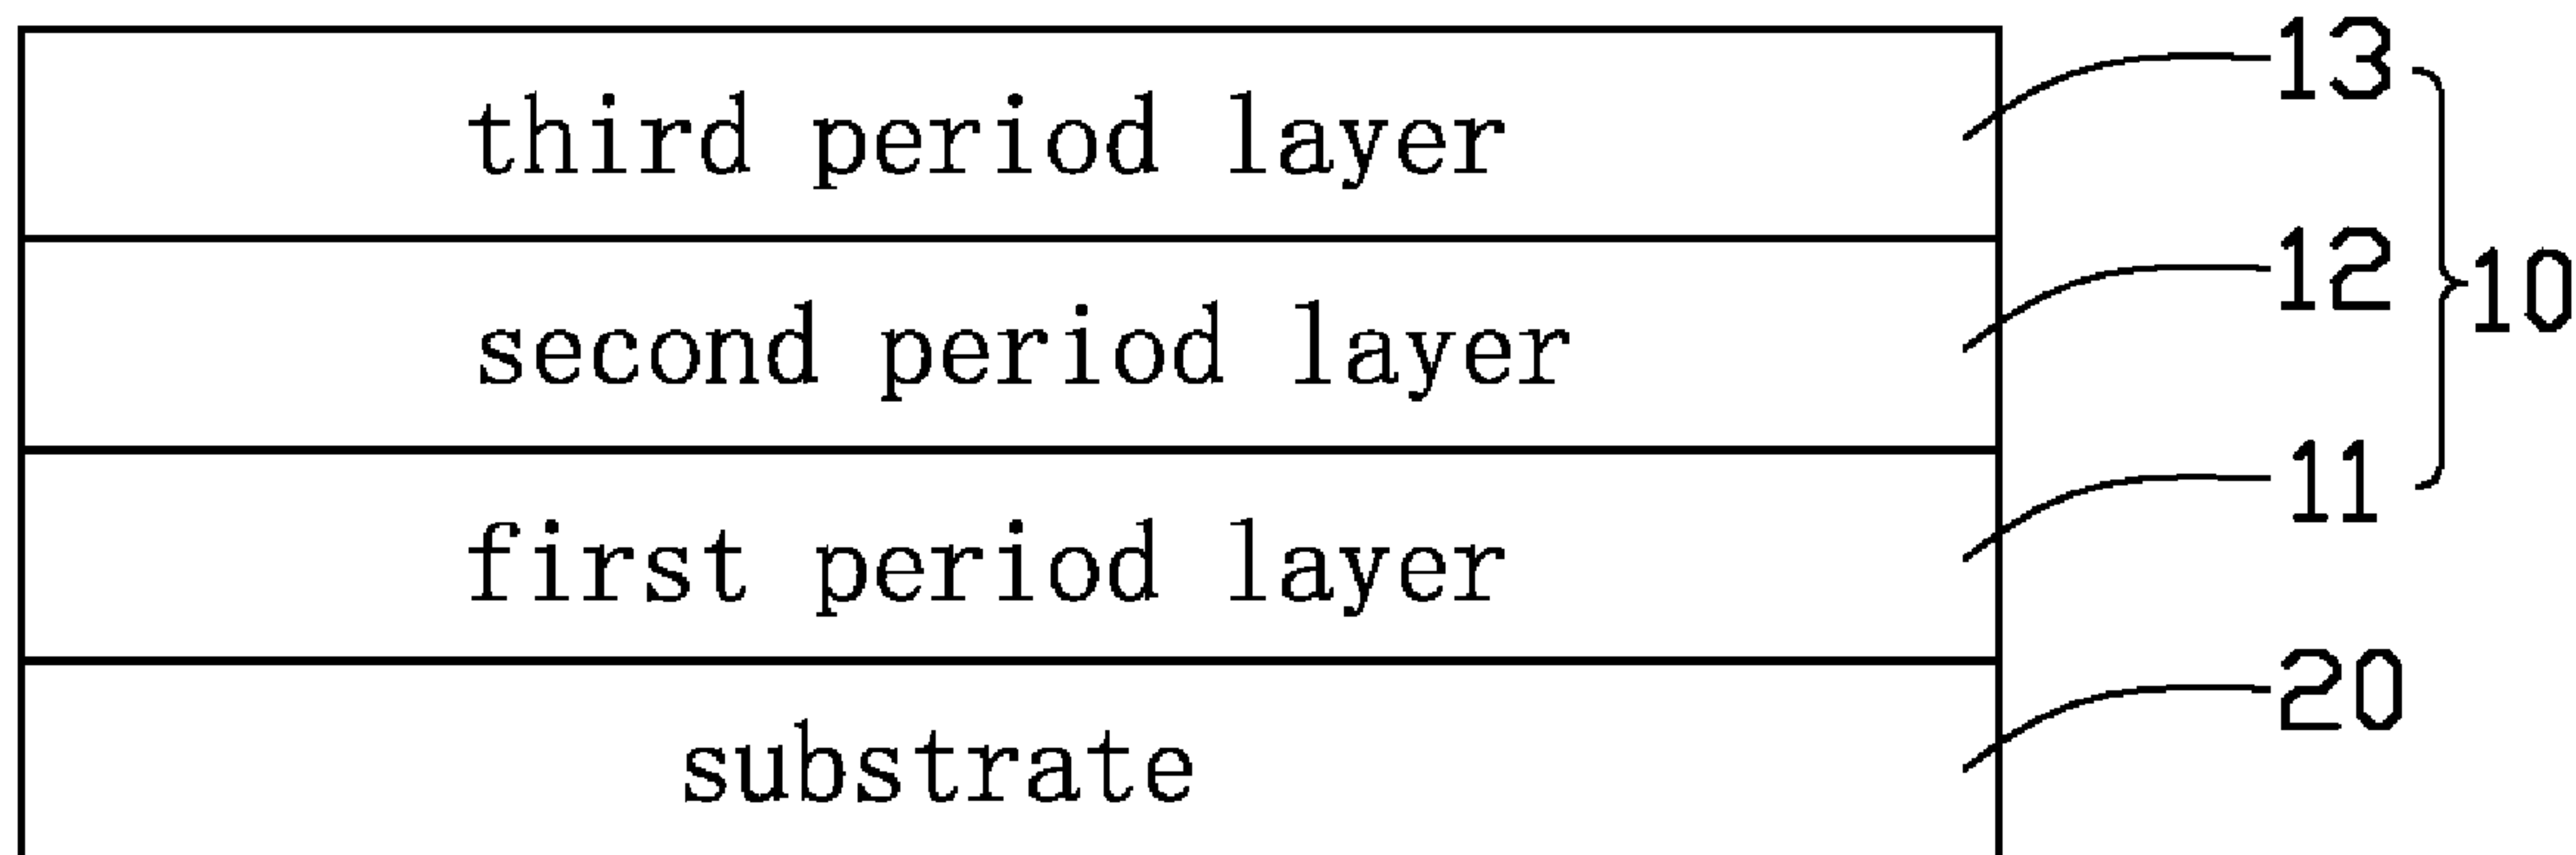 third period layer 13
second period layer 12
10
first period layer 11
substrate 20